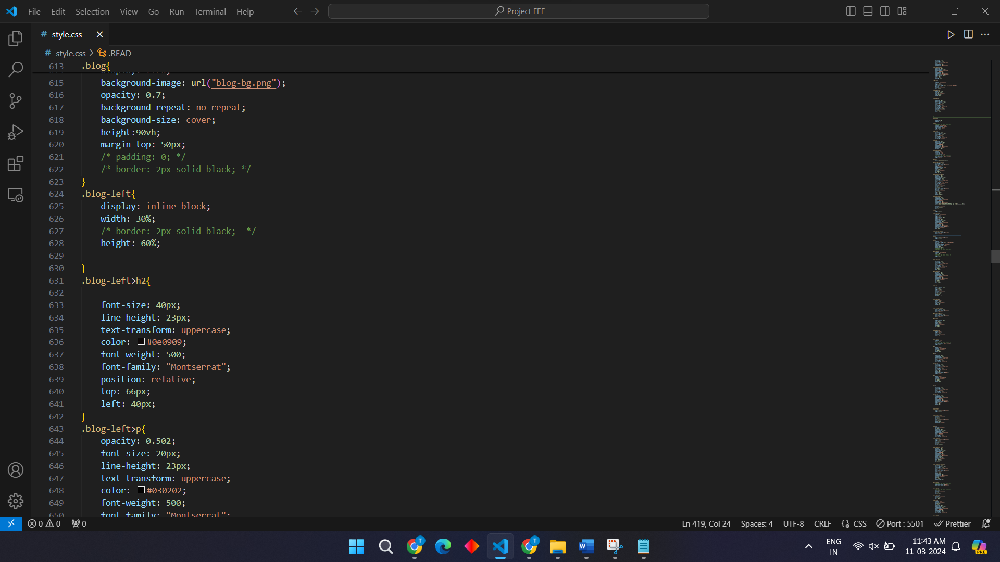 File Edit Selection View Go Run Terminal Help
Project FEE
# style.css
# style.css > .READ
613 .blog{
615 background-image: url("blog-bg.png");
616 opacity: 0.7;
617 background-repeat: no-repeat;
618 background-size: cover;
619 height:90vh;
620 margin-top: 50px;
621 /* padding: 0; */
622 /* border: 2px solid black; */
623 }
624 .blog-left{
625 display: inline-block;
626 width: 30%;
627 /* border: 2px solid black;  */
628 height: 60%;
629
630 }
631 .blog-left>h2{
632
633 font-size: 40px;
634 line-height: 23px;
635 text-transform: uppercase;
636 color: #0e0909;
637 font-weight: 500;
638 font-family: "Montserrat";
639 position: relative;
640 top: 66px;
641 left: 40px;
642 }
643 .blog-left>p{
644 opacity: 0.502;
645 font-size: 20px;
646 line-height: 23px;
647 text-transform: uppercase;
648 color: #030202;
649 font-weight: 500;
650 font-family: "Montserrat";
0 0 0 Ln 419, Col 24 Spaces: 4 UTF-8 CRLF {} CSS Port : 5501 Prettier
ENG
IN
11:43 AM
11-03-2024